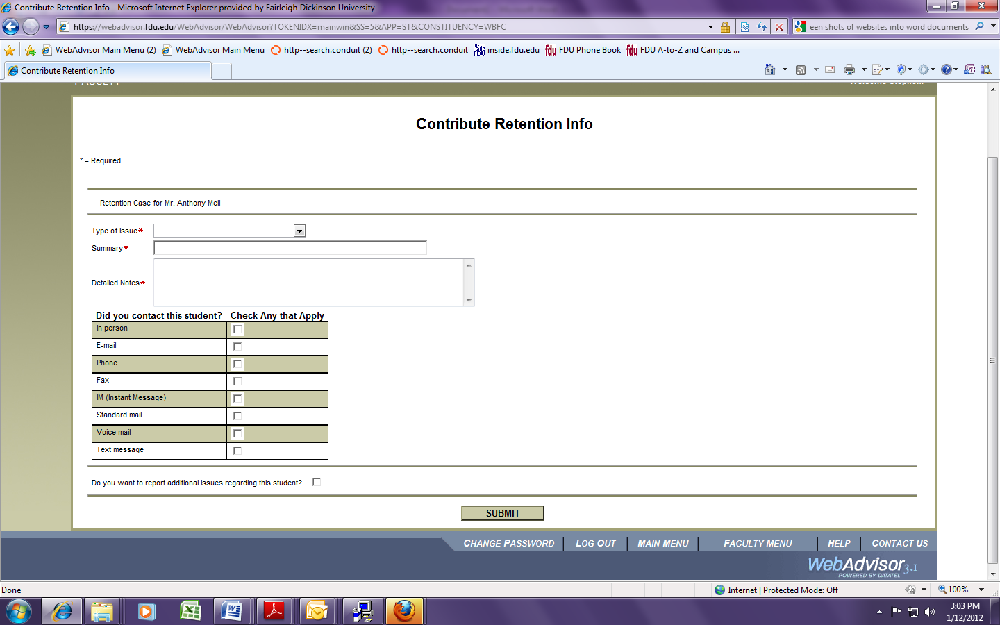 Contribute Retention Info - Microsoft Internet Explorer provided by Fairleigh Dickinson University
https://webadvisor.fdu.edu/WebAdvisor/WebAdvisor?TOKENIDX=mainwin&SS=5&APP=ST&CONSTITUENCY=WBFC
een shots of websites into word documents
WebAdvisor Main Menu (2) WebAdvisor Main Menu http--search.conduit (2) http--search.conduit inside.fdu.edu FDU Phone Book FDU A-to-Z and Campus ...
Contribute Retention Info
Contribute Retention Info
* = Required
Retention Case for Mr. Anthony Mell
Type of Issue*
Summary*
Detailed Notes*
Did you contact this student? Check Any that Apply
In person
E-mail
Phone
Fax
IM (Instant Message)
Standard mail
Voice mail
Text message
Do you want to report additional issues regarding this student?
SUBMIT
CHANGE PASSWORD LOG OUT MAIN MENU FACULTY MENU HELP CONTACT US
WebAdvisor 3.1
POWERED BY DATATEL
Done Internet | Protected Mode: Off 100%
3:03 PM
1/12/2012